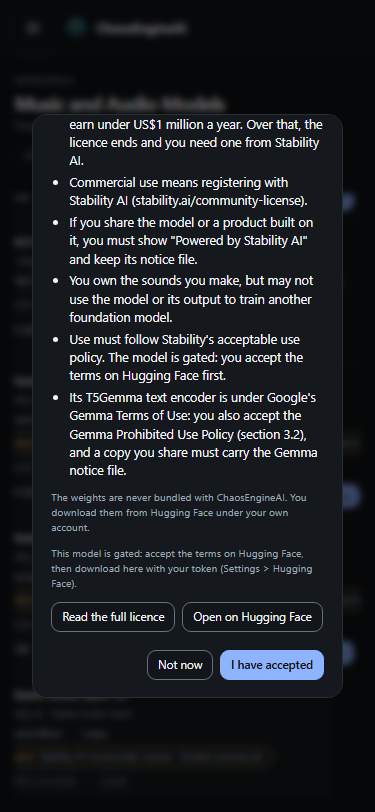 ChaosEngineAI
Music and Audio Models
earn under US$1 million a year. Over that, the
licence ends and you need one from Stability
AI.
• Commercial use means registering with
Stability AI (stability.ai/community-license).
• If you share the model or a product built on
it, you must show "Powered by Stability AI"
and keep its notice file.
• You own the sounds you make, but may not
use the model or its output to train another
foundation model.
• Use must follow Stability's acceptable use
policy. The model is gated: you accept the
terms on Hugging Face first.
• Its T5Gemma text encoder is under Google's
Gemma Terms of Use: you also accept the
Gemma Prohibited Use Policy (section 3.2),
and a copy you share must carry the Gemma
notice file.
The weights are never bundled with ChaosEngineAI. You
download them from Hugging Face under your own
account.
This model is gated: accept the terms on Hugging Face,
then download here with your token (Settings > Hugging
Face).
Read the full licence
Open on Hugging Face
Not now
I have accepted